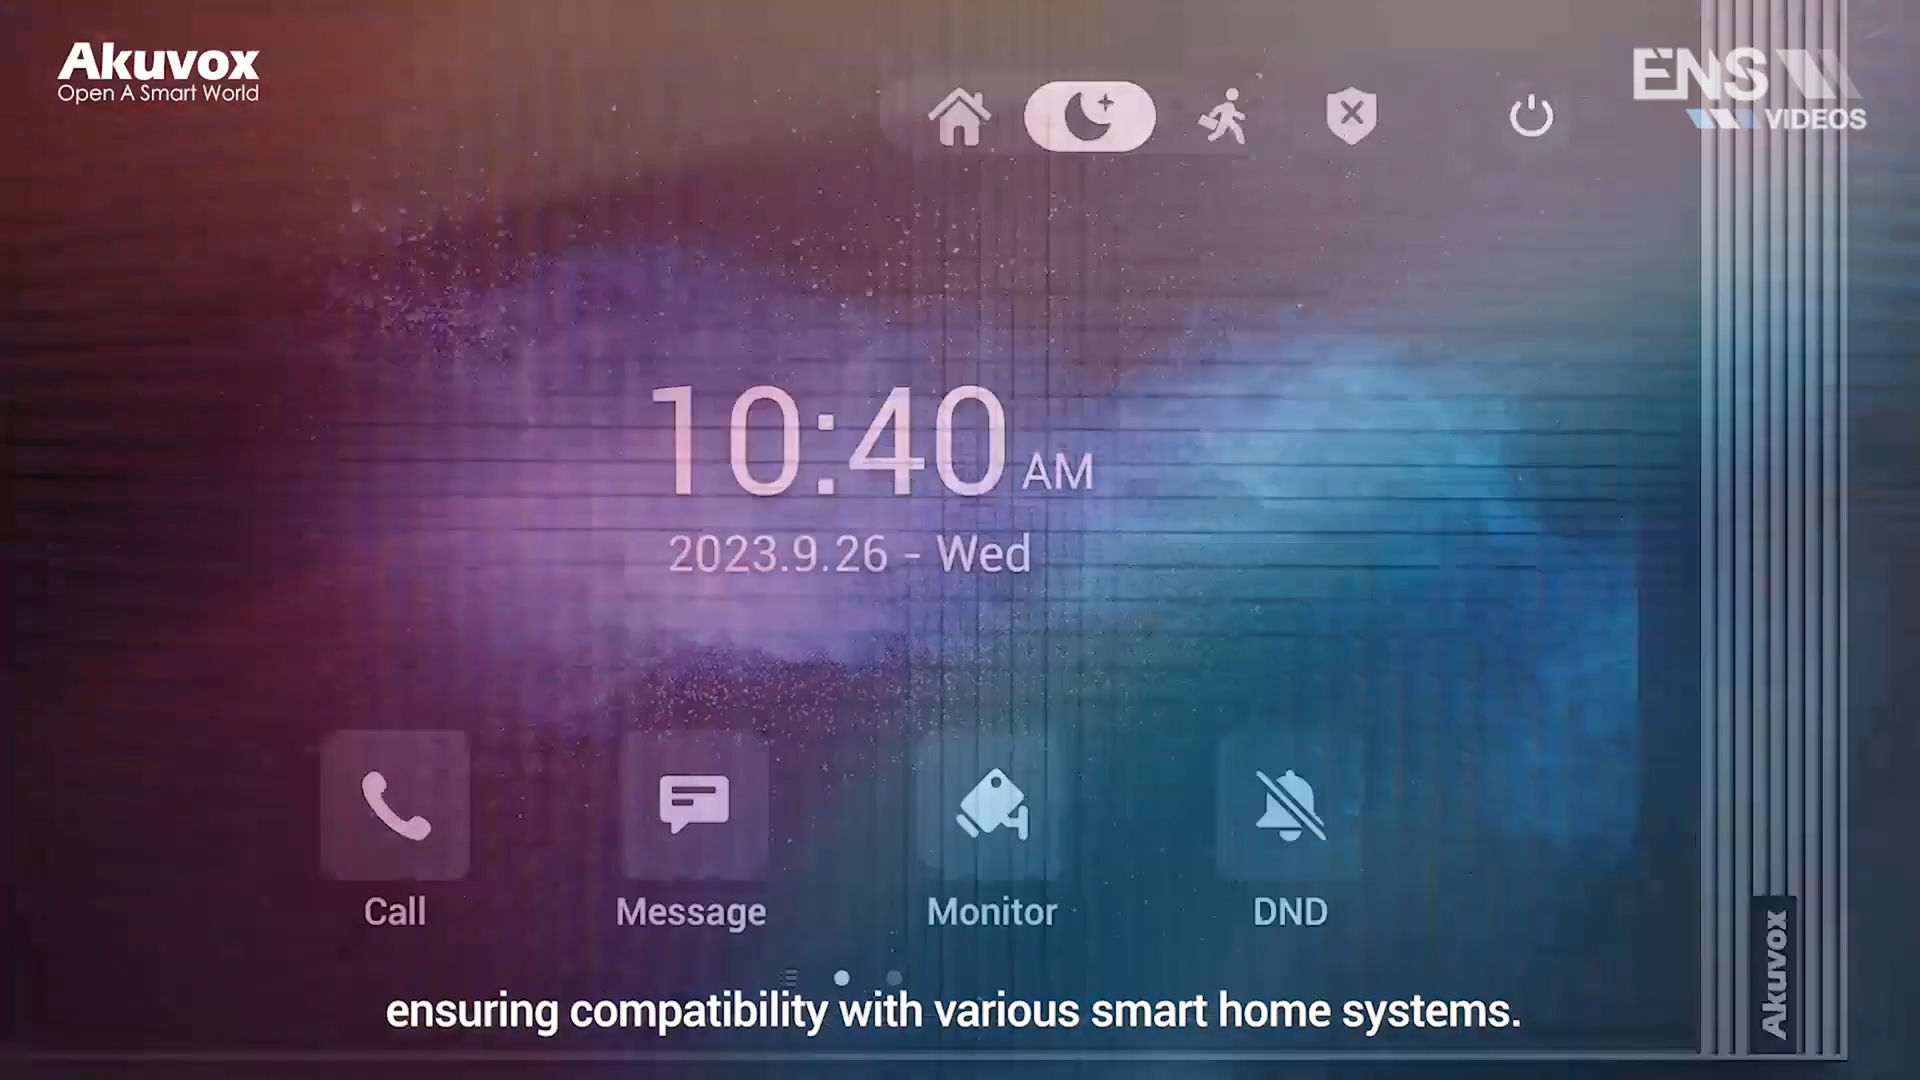 Akuvox
Open A Smart World
ENS
VIDEOS
10:40 AM
2023.9.26 - Wed
Call
Message
Monitor
DND
Akuvox
ensuring compatibility with various smart home systems.